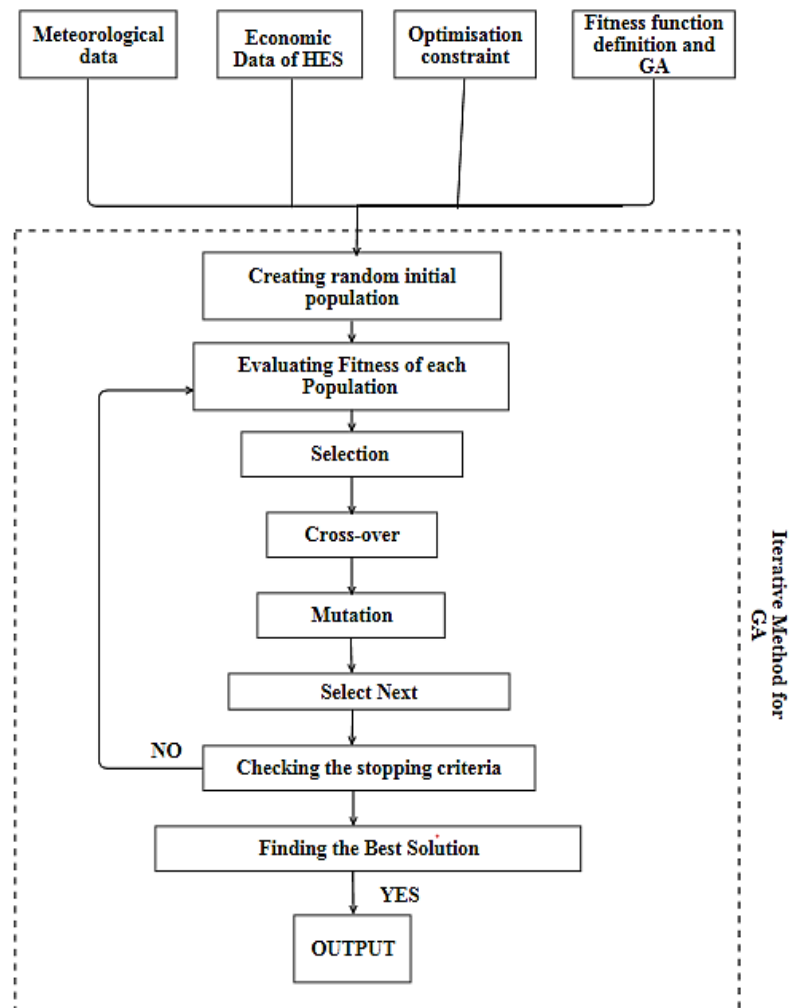 Meteorological
data
Economic
Data of HES
Optimisation
constraint
Fitness function
definition and
GA
Creating random initial
population
Evaluating Fitness of each
Population
Selection
Cross-over
Mutation
Select Next
NO
Checking the stopping criteria
Finding the Best Solution
YES
OUTPUT
Iterative Method for
GA